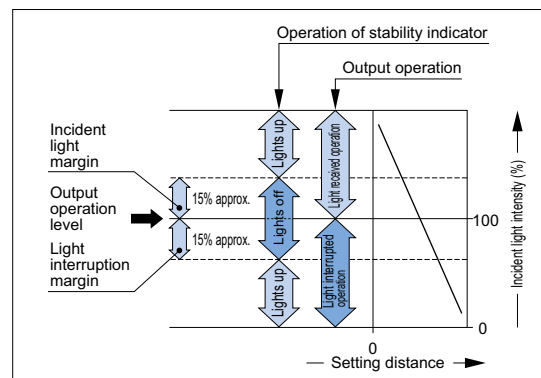 Operation of stability indicator
Output operation
Incident
light
margin
Output
operation
level
Light
interruption
margin
15% approx.
15% approx.
Lights up
Lights off
Lights up
Light received operation
Light interrupted
operation
100
0
Incident light intensity (%)
0
Setting distance